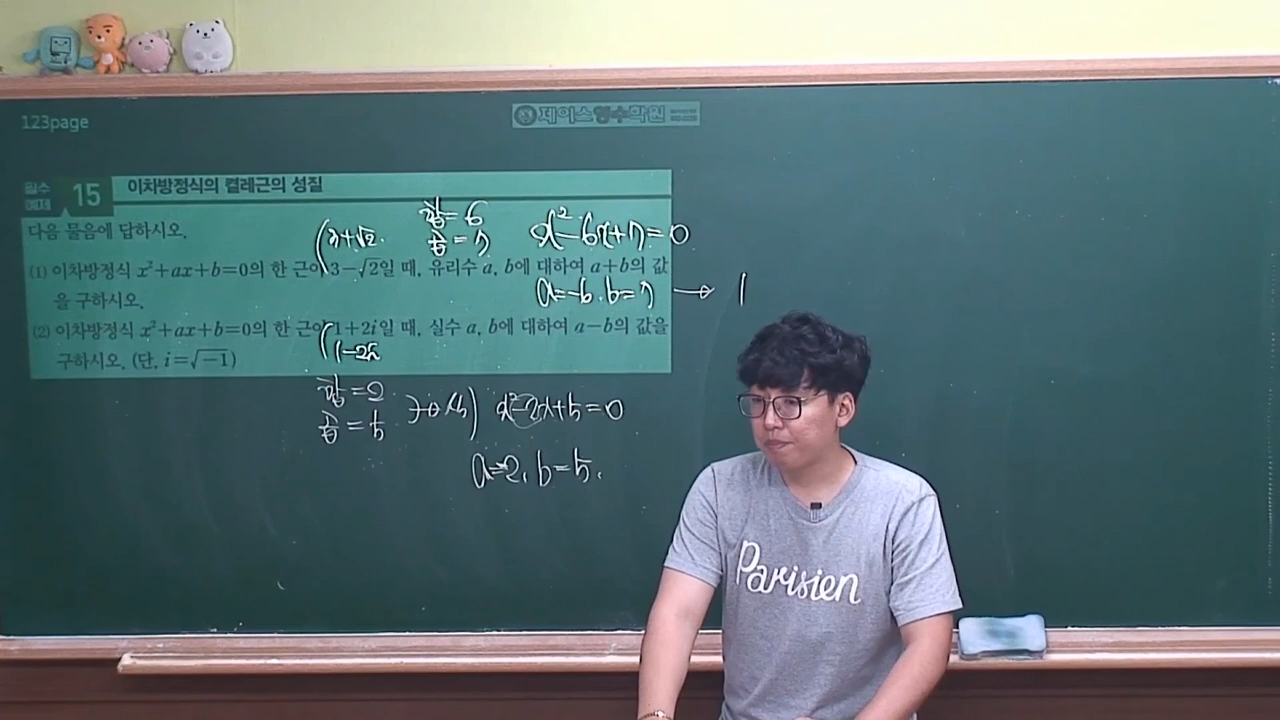 제이스영수학원
123page
필수 예제 15 이차방정식의 켤레근의 성질
다음 물음에 답하시오.
합=6
3+√2
곱=7
x²-6x+7=0
(1) 이차방정식 x²+ax+b=0의 한 근이 3-√2일 때, 유리수 a, b에 대하여 a+b의 값
을 구하시오.
a=-6. b=7 → 1
(2) 이차방정식 x²+ax+b=0의 한 근이 1+2i일 때, 실수 a, b에 대하여 a-b의 값을
1-2i
구하시오. (단, i=√-1)
합=2
곱=5
x²-2x+5=0
a=-2, b=5.
Parisien